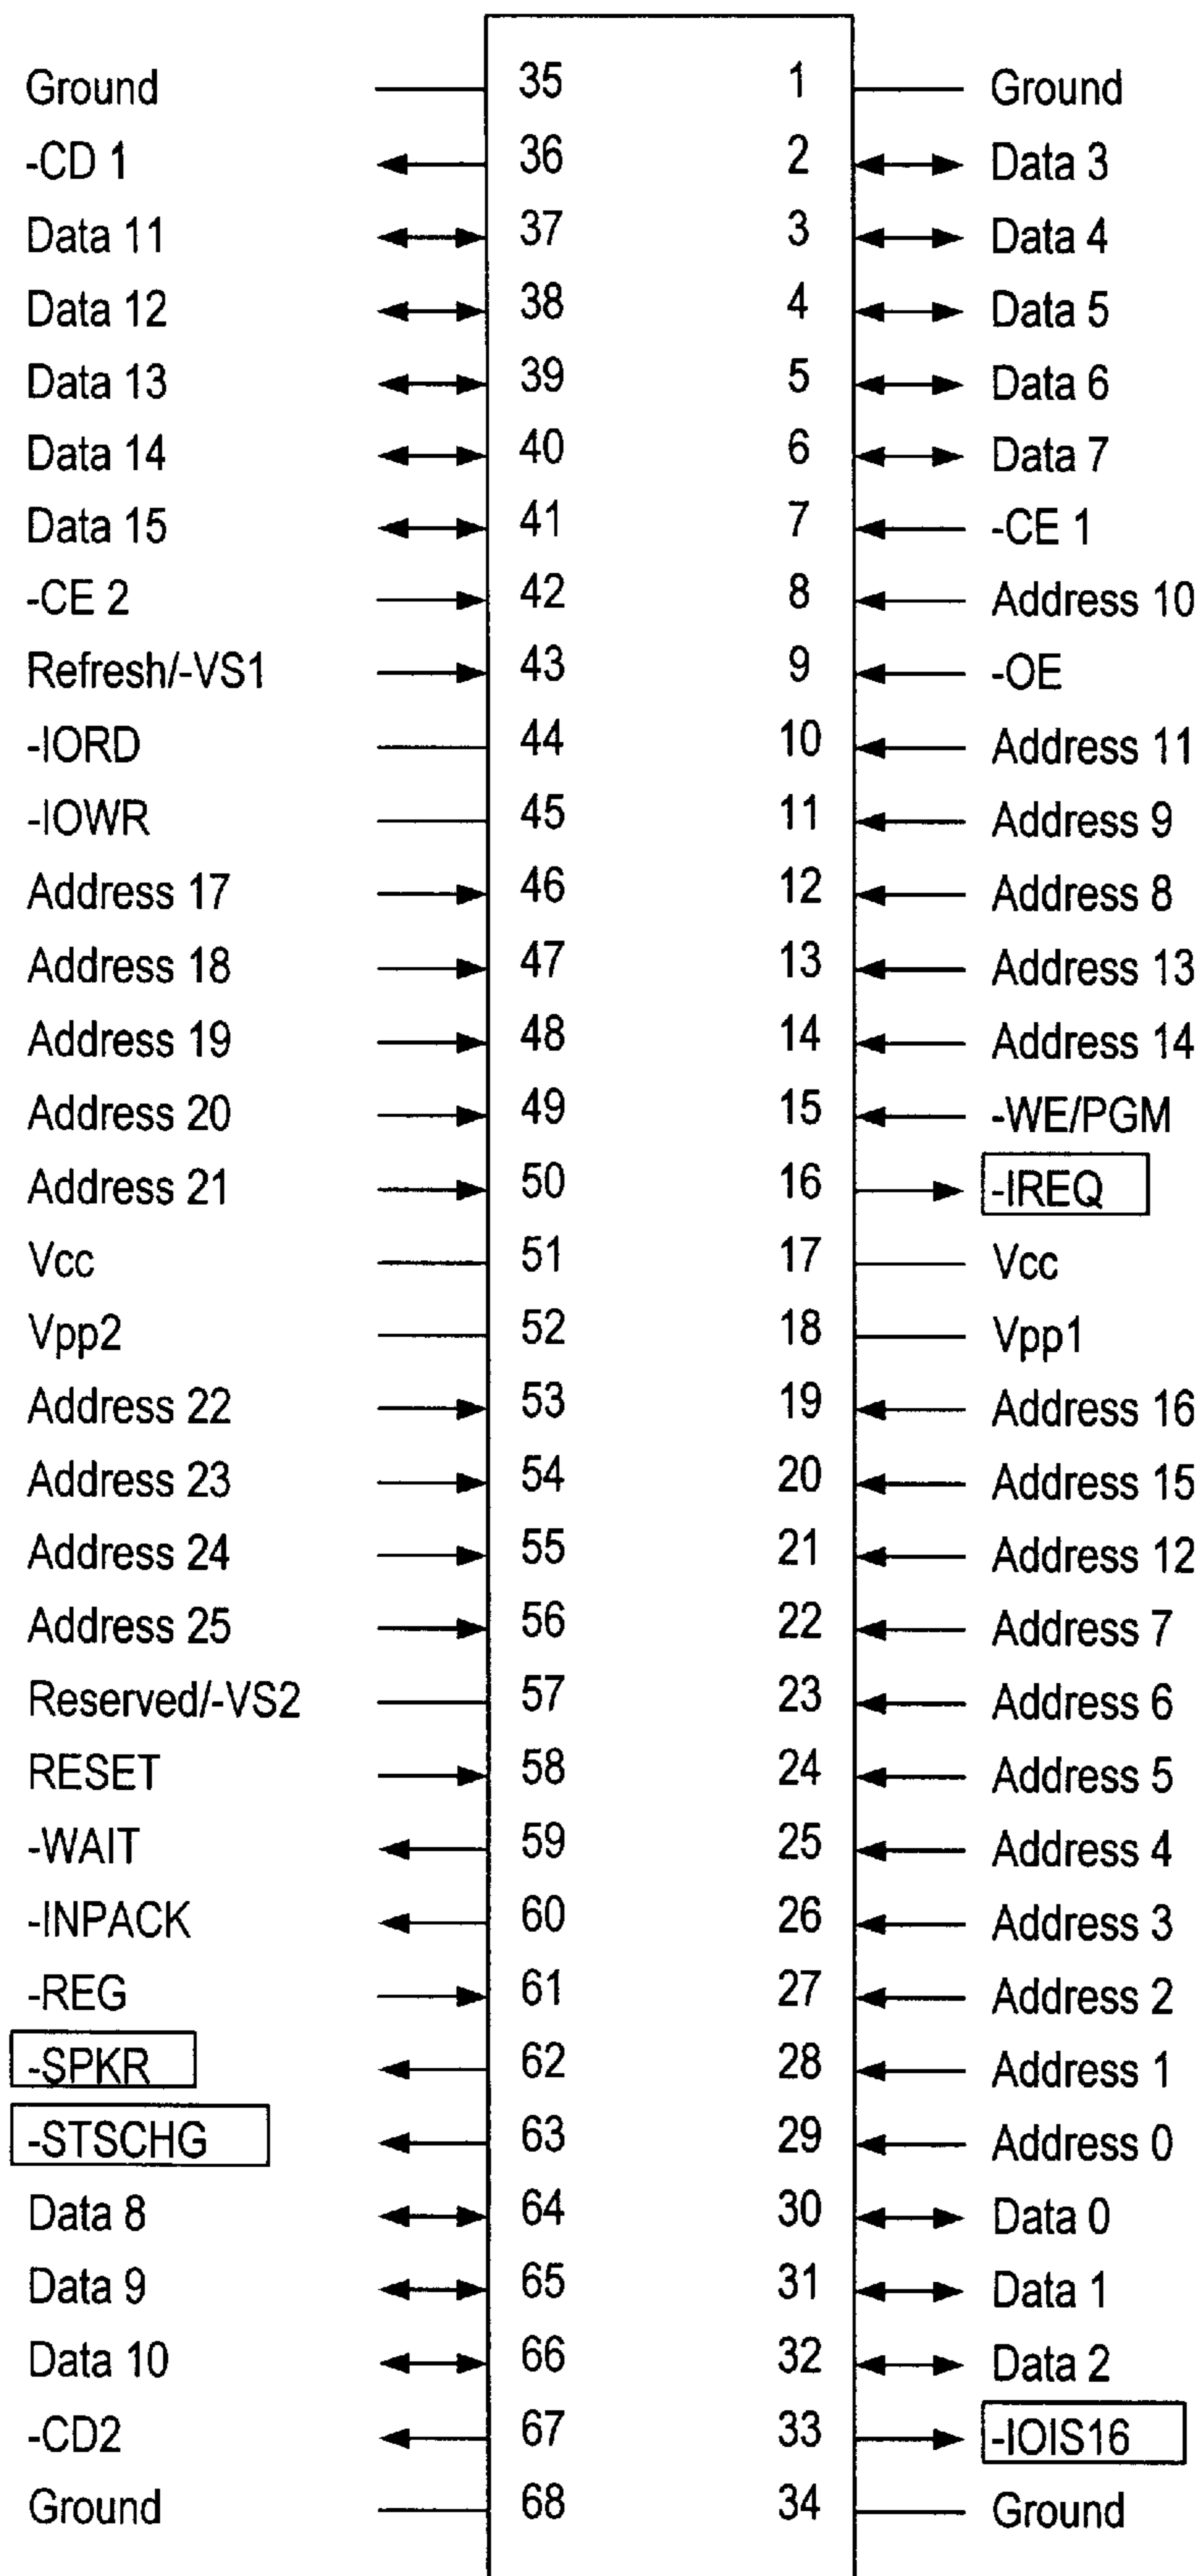 Ground 35 1 Ground
-CD 1 36 2 Data 3
Data 11 37 3 Data 4
Data 12 38 4 Data 5
Data 13 39 5 Data 6
Data 14 40 6 Data 7
Data 15 41 7 -CE 1
-CE 2 42 8 Address 10
Refresh/-VS1 43 9 -OE
-IORD 44 10 Address 11
-IOWR 45 11 Address 9
Address 17 46 12 Address 8
Address 18 47 13 Address 13
Address 19 48 14 Address 14
Address 20 49 15 -WE/PGM
Address 21 50 16 -IREQ
Vcc 51 17 Vcc
Vpp2 52 18 Vpp1
Address 22 53 19 Address 16
Address 23 54 20 Address 15
Address 24 55 21 Address 12
Address 25 56 22 Address 7
Reserved/-VS2 57 23 Address 6
RESET 58 24 Address 5
-WAIT 59 25 Address 4
-INPACK 60 26 Address 3
-REG 61 27 Address 2
-SPKR 62 28 Address 1
-STSCHG 63 29 Address 0
Data 8 64 30 Data 0
Data 9 65 31 Data 1
Data 10 66 32 Data 2
-CD2 67 33 -IOIS16
Ground 68 34 Ground